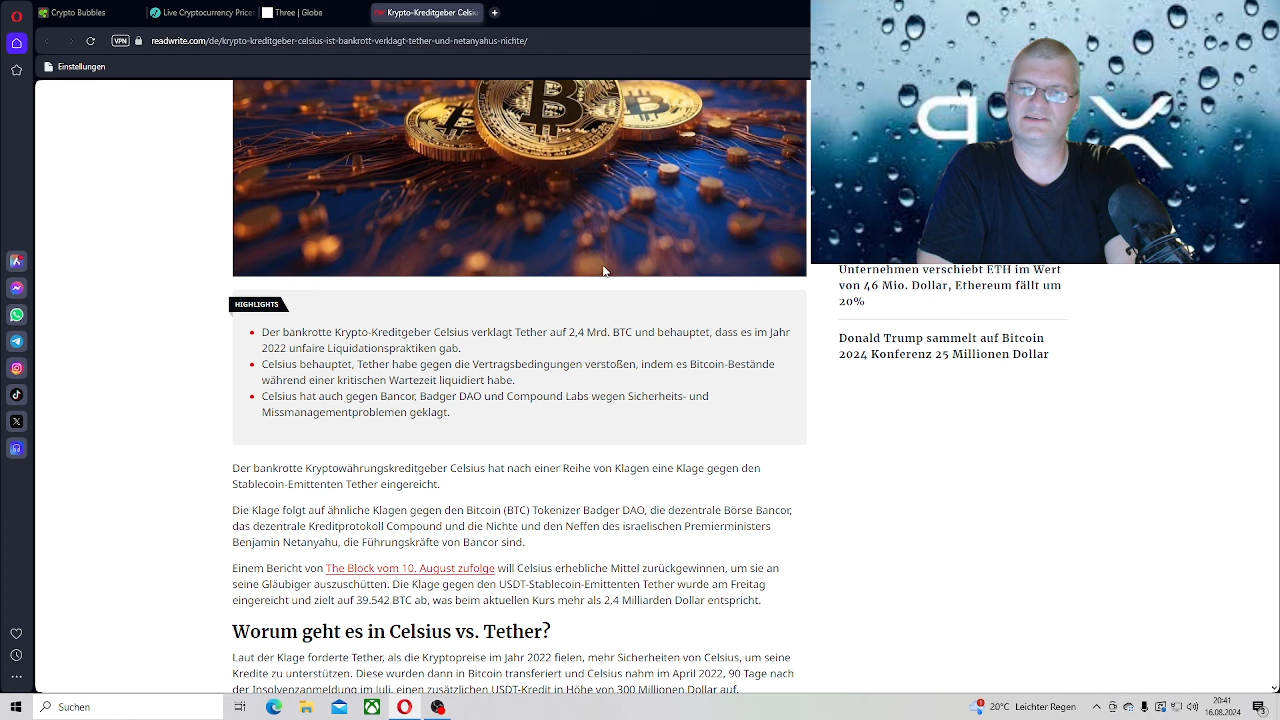 Crypto Bubbles
Live Cryptocurrency Price
Three | Globe
Krypto-Kreditgeber Celsiu
VPN
readwrite.com/de/krypto-kreditgeber-celsius-ist-bankrott-verklagt-tether-und-netanyahus-nichte/
Einstellungen
HIGHLIGHTS
Der bankrotte Krypto-Kreditgeber Celsius verklagt Tether auf 2,4 Mrd. BTC und behauptet, dass es im Jahr
2022 unfaire Liquidationspraktiken gab.
Celsius behauptet, Tether habe gegen die Vertragsbedingungen verstoßen, indem es Bitcoin-Bestände
während einer kritischen Wartezeit liquidiert habe.
Celsius hat auch gegen Bancor, Badger DAO und Compound Labs wegen Sicherheits- und
Missmanagementproblemen geklagt.
Der bankrotte Kryptowährungskreditgeber Celsius hat nach einer Reihe von Klagen eine Klage gegen den
Stablecoin-Emittenten Tether eingereicht.
Die Klage folgt auf ähnliche Klagen gegen den Bitcoin (BTC) Tokenizer Badger DAO, die dezentrale Börse Bancor,
das dezentrale Kreditprotokoll Compound und die Nichte und den Neffen des israelischen Premierministers
Benjamin Netanyahu, die Führungskräfte von Bancor sind.
Einem Bericht von The Block vom 10. August zufolge will Celsius erhebliche Mittel zurückgewinnen, um sie an
seine Gläubiger auszuschütten. Die Klage gegen den USDT-Stablecoin-Emittenten Tether wurde am Freitag
eingereicht und zielt auf 39.542 BTC ab, was beim aktuellen Kurs mehr als 2,4 Milliarden Dollar entspricht.
Worum geht es in Celsius vs. Tether?
Laut der Klage forderte Tether, als die Kryptopreise im Jahr 2022 fielen, mehr Sicherheiten von Celsius, um seine
Kredite zu unterstützen. Diese wurden dann in Bitcoin transferiert und Celsius nahm im April 2022, 90 Tage nach
der Insolvenzanmeldung im Juli, einen zusätzlichen USDT-Kredit in Höhe von 300 Millionen Dollar auf.
Unternehmen verschiebt ETH im Wert
von 46 Mio. Dollar, Ethereum fällt um
20%
Donald Trump sammelt auf Bitcoin
2024 Konferenz 25 Millionen Dollar
Suchen
20°C Leichter Regen
20:41
16.08.2024